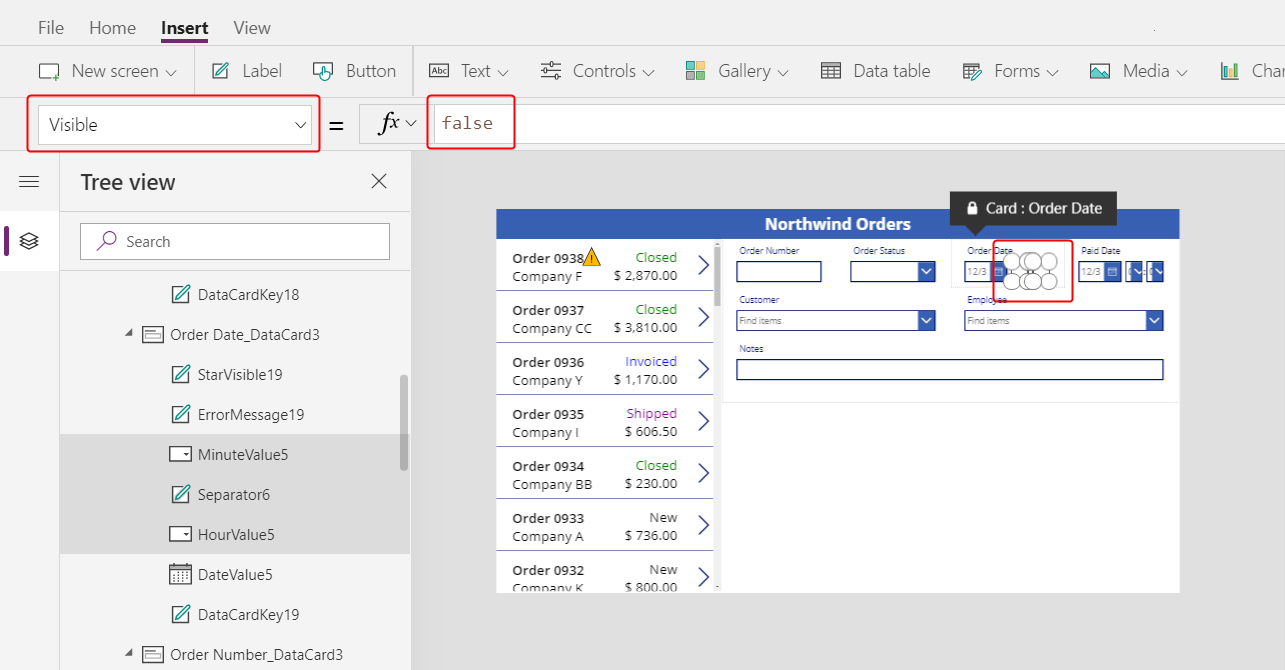 File Home Insert View
New screen Label Button Abc Text Controls Gallery Data table Forms Media
Visible = fx false
Tree view
Search
DataCardKey18
Order Date_DataCard3
StarVisible19
ErrorMessage19
MinuteValue5
Separator6
HourValue5
DateValue5
DataCardKey19
Order Number_DataCard3
Card : Order Date
Northwind Orders
Order 0938 Closed
Company F $ 2,870.00
Order 0937 Closed
Company CC $ 3,810.00
Order 0936 Invoiced
Company Y $ 1,170.00
Order 0935 Shipped
Company I $ 606.50
Order 0934 Closed
Company BB $ 230.00
Order 0933 New
Company A $ 736.00
Order 0932 New
Company K $ 800.00
Order Number Order Status Order Date Paid Date
12/3 12/3
Customer Employee
Find items Find items
Notes